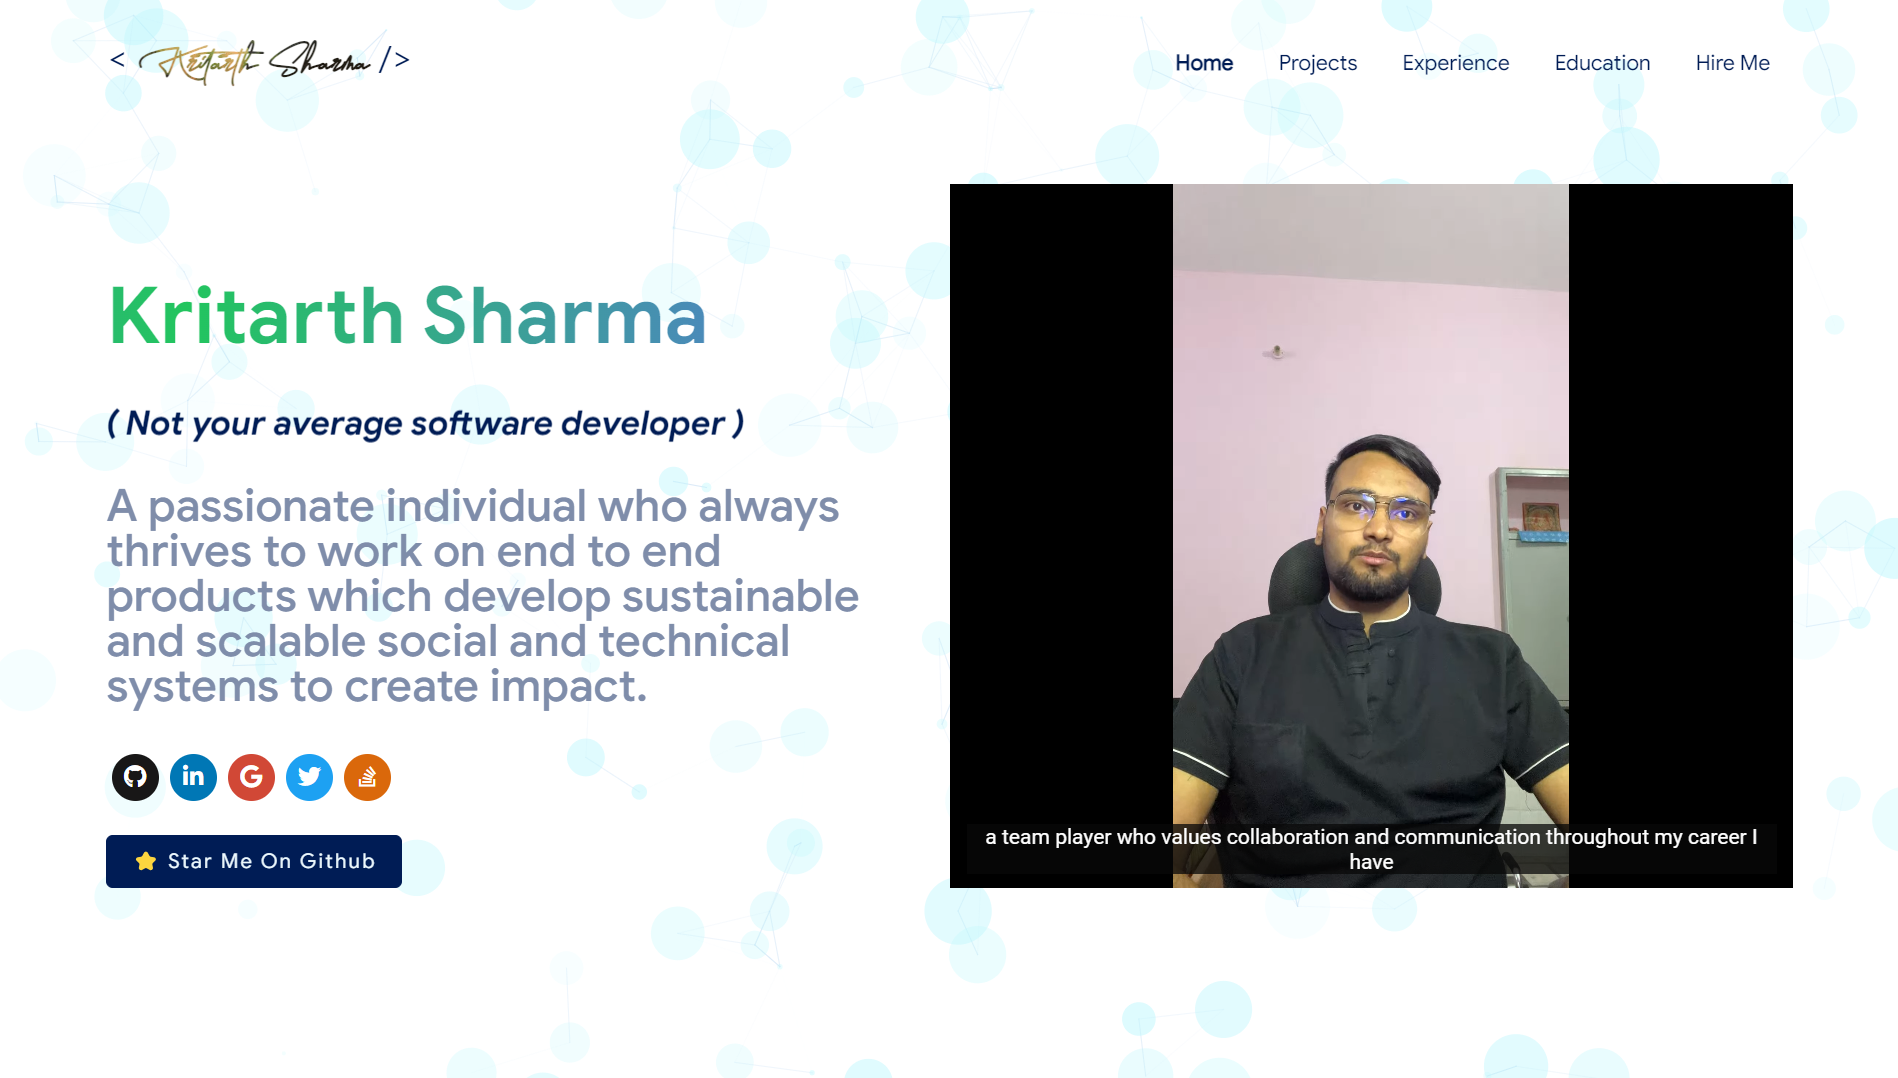 < Kritarth Sharma />
Home Projects Experience Education Hire Me
Kritarth Sharma
( Not your average software developer )
A passionate individual who always
thrives to work on end to end
products which develop sustainable
and scalable social and technical
systems to create impact.
in G
Star Me On Github
a team player who values collaboration and communication throughout my career I
have